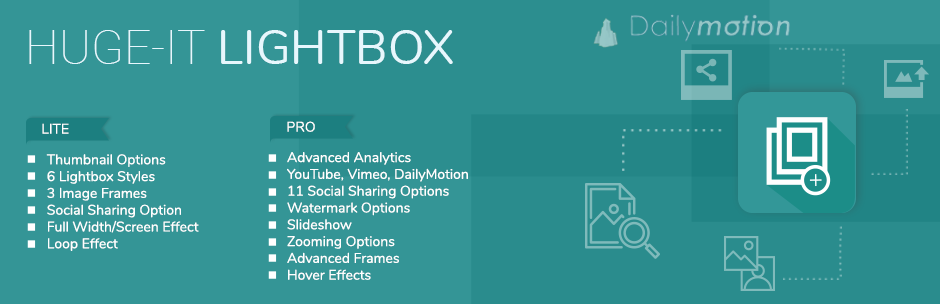 HUGE-IT LIGHTBOX
Dailymotion
LITE
Thumbnail Options
6 Lightbox Styles
3 Image Frames
Social Sharing Option
Full Width/Screen Effect
Loop Effect
PRO
Advanced Analytics
YouTube, Vimeo, DailyMotion
11 Social Sharing Options
Watermark Options
Slideshow
Zooming Options
Advanced Frames
Hover Effects